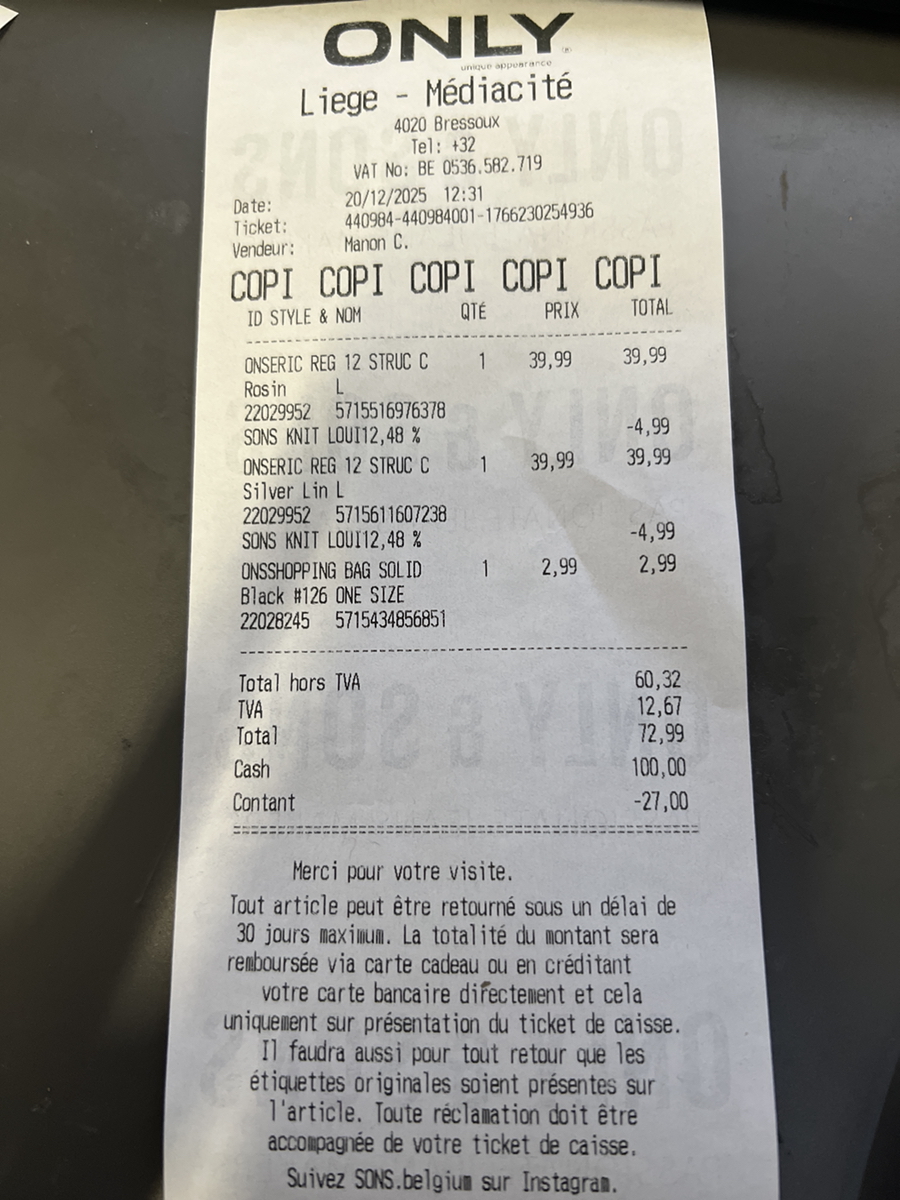 ONLY
unique appearance
Liege - Médiacité
4020 Bressoux
Tel: +32
VAT No: BE 0536.582.719
Date: 20/12/2025 12:31
Ticket: 440984-440984001-1766230254936
Vendeur: Manon C.
COPI COPI COPI COPI COPI
ID STYLE & NOM QTÉ PRIX TOTAL
ONSERIC REG 12 STRUC C 1 39,99 39,99
Rosin L
22029952 5715516976378
SONS KNIT LOUI12,48 % -4,99
ONSERIC REG 12 STRUC C 1 39,99 39,99
Silver Lin L
22029952 5715611607238
SONS KNIT LOUI12,48 % -4,99
ONSSHOPPING BAG SOLID 1 2,99 2,99
Black #126 ONE SIZE
22028245 5715434856851
Total hors TVA 60,32
TVA 12,67
Total 72,99
Cash 100,00
Contant -27,00
Merci pour votre visite.
Tout article peut être retourné sous un délai de
30 jours maximum. La totalité du montant sera
remboursée via carte cadeau ou en créditant
votre carte bancaire directement et cela
uniquement sur présentation du ticket de caisse.
Il faudra aussi pour tout retour que les
étiquettes originales soient présentes sur
l'article. Toute réclamation doit être
accompagnée de votre ticket de caisse.
Suivez SONS.belgium sur Instagram.